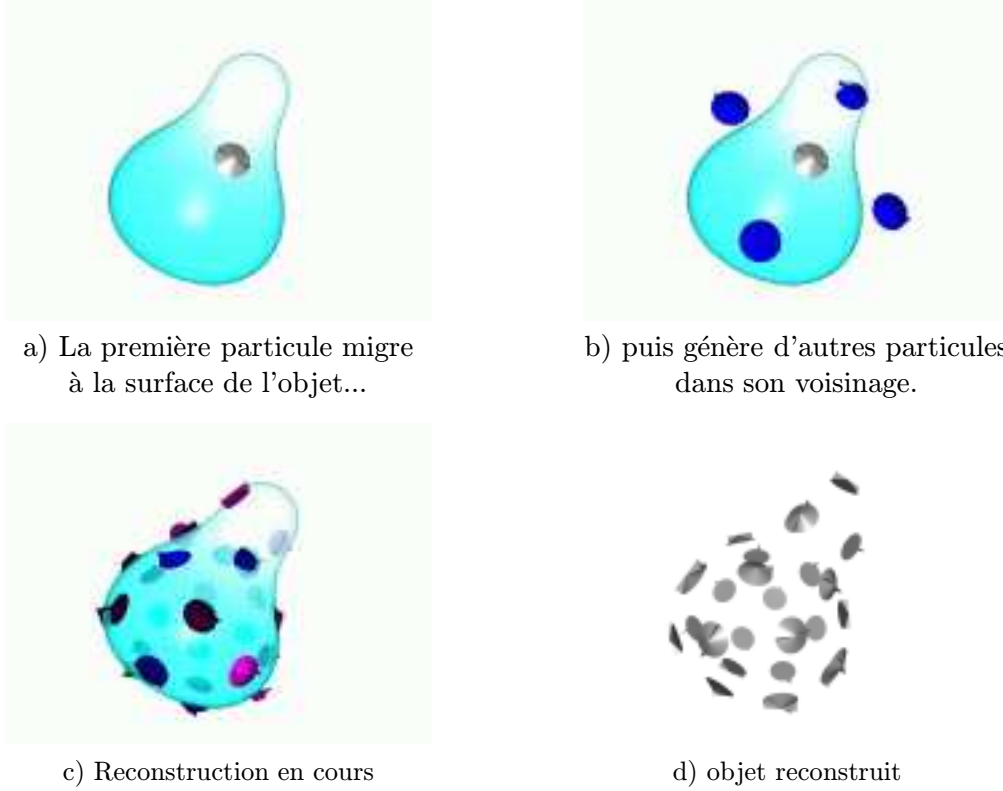 a) La première particule migre
à la surface de l'objet...
b) puis génère d'autres particules
dans son voisinage.
c) Reconstruction en cours
d) objet reconstruit